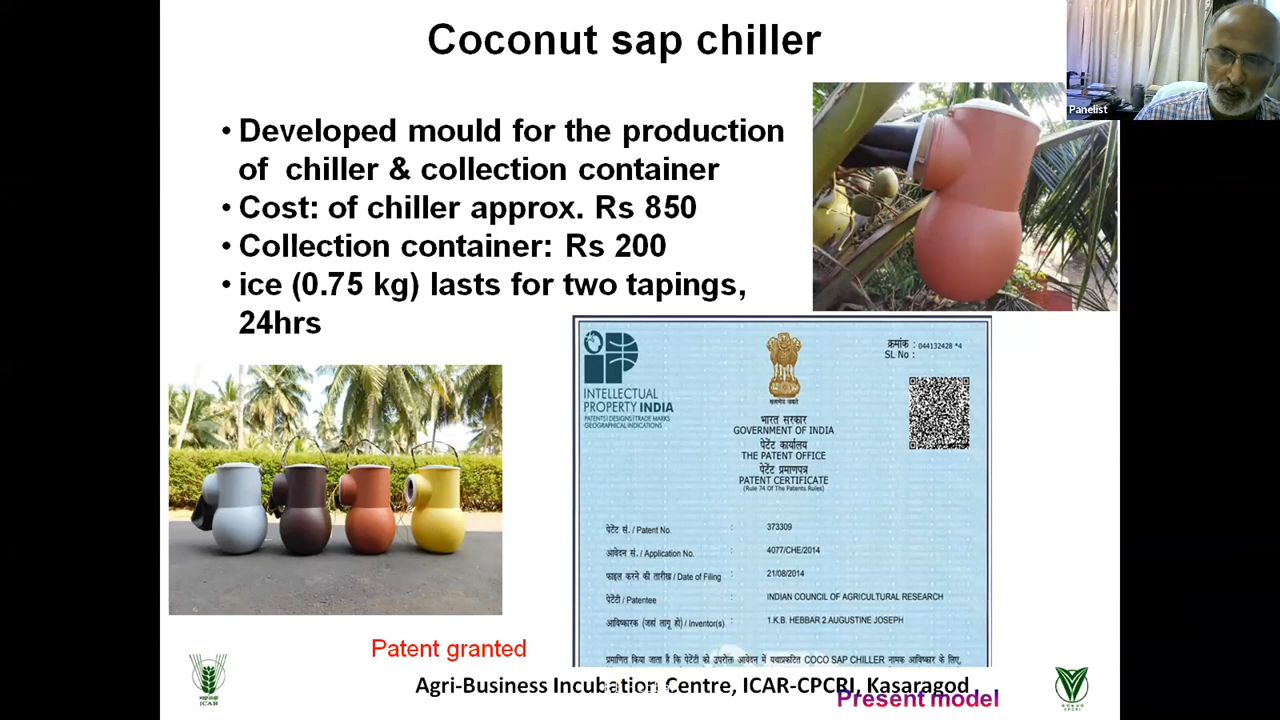 Coconut sap chiller
Panelist
• Developed mould for the production
of chiller & collection container
• Cost: of chiller approx. Rs 850
• Collection container: Rs 200
• ice (0.75 kg) lasts for two tapings,
24hrs
INTELLECTUAL
PROPERTY INDIA
PATENTS | DESIGNS | TRADE MARKS
GEOGRAPHICAL INDICATIONS
सत्यमेव जयते
क्रमांक : 044132428 *4
SL No :
भारत सरकार
GOVERNMENT OF INDIA
पेटेंट कार्यालय
THE PATENT OFFICE
पेटेंट प्रमाणपत्र
PATENT CERTIFICATE
(Rule 74 Of The Patents Rules)
पेटेंट सं. / Patent No. : 373309
आवेदन सं. / Application No. : 4077/CHE/2014
फाइल करने की तारीख / Date of Filing : 21/08/2014
पेटेंटी / Patentee : INDIAN COUNCIL OF AGRICULTURAL RESEARCH
आविष्कारक (जहां लागू हो) / Inventor(s) : 1.K.B. HEBBAR 2.AUGUSTINE JOSEPH
प्रमाणित किया जाता है कि पेटेंटी को उपरोक्त आवेदन में यथाप्रकटित COCO SAP CHILLER नामक आविष्कार के लिए,
Patent granted
ICAR
Agri-Business Incubation Centre, ICAR-CPCRI, Kasaragod
Present model
CPCRI